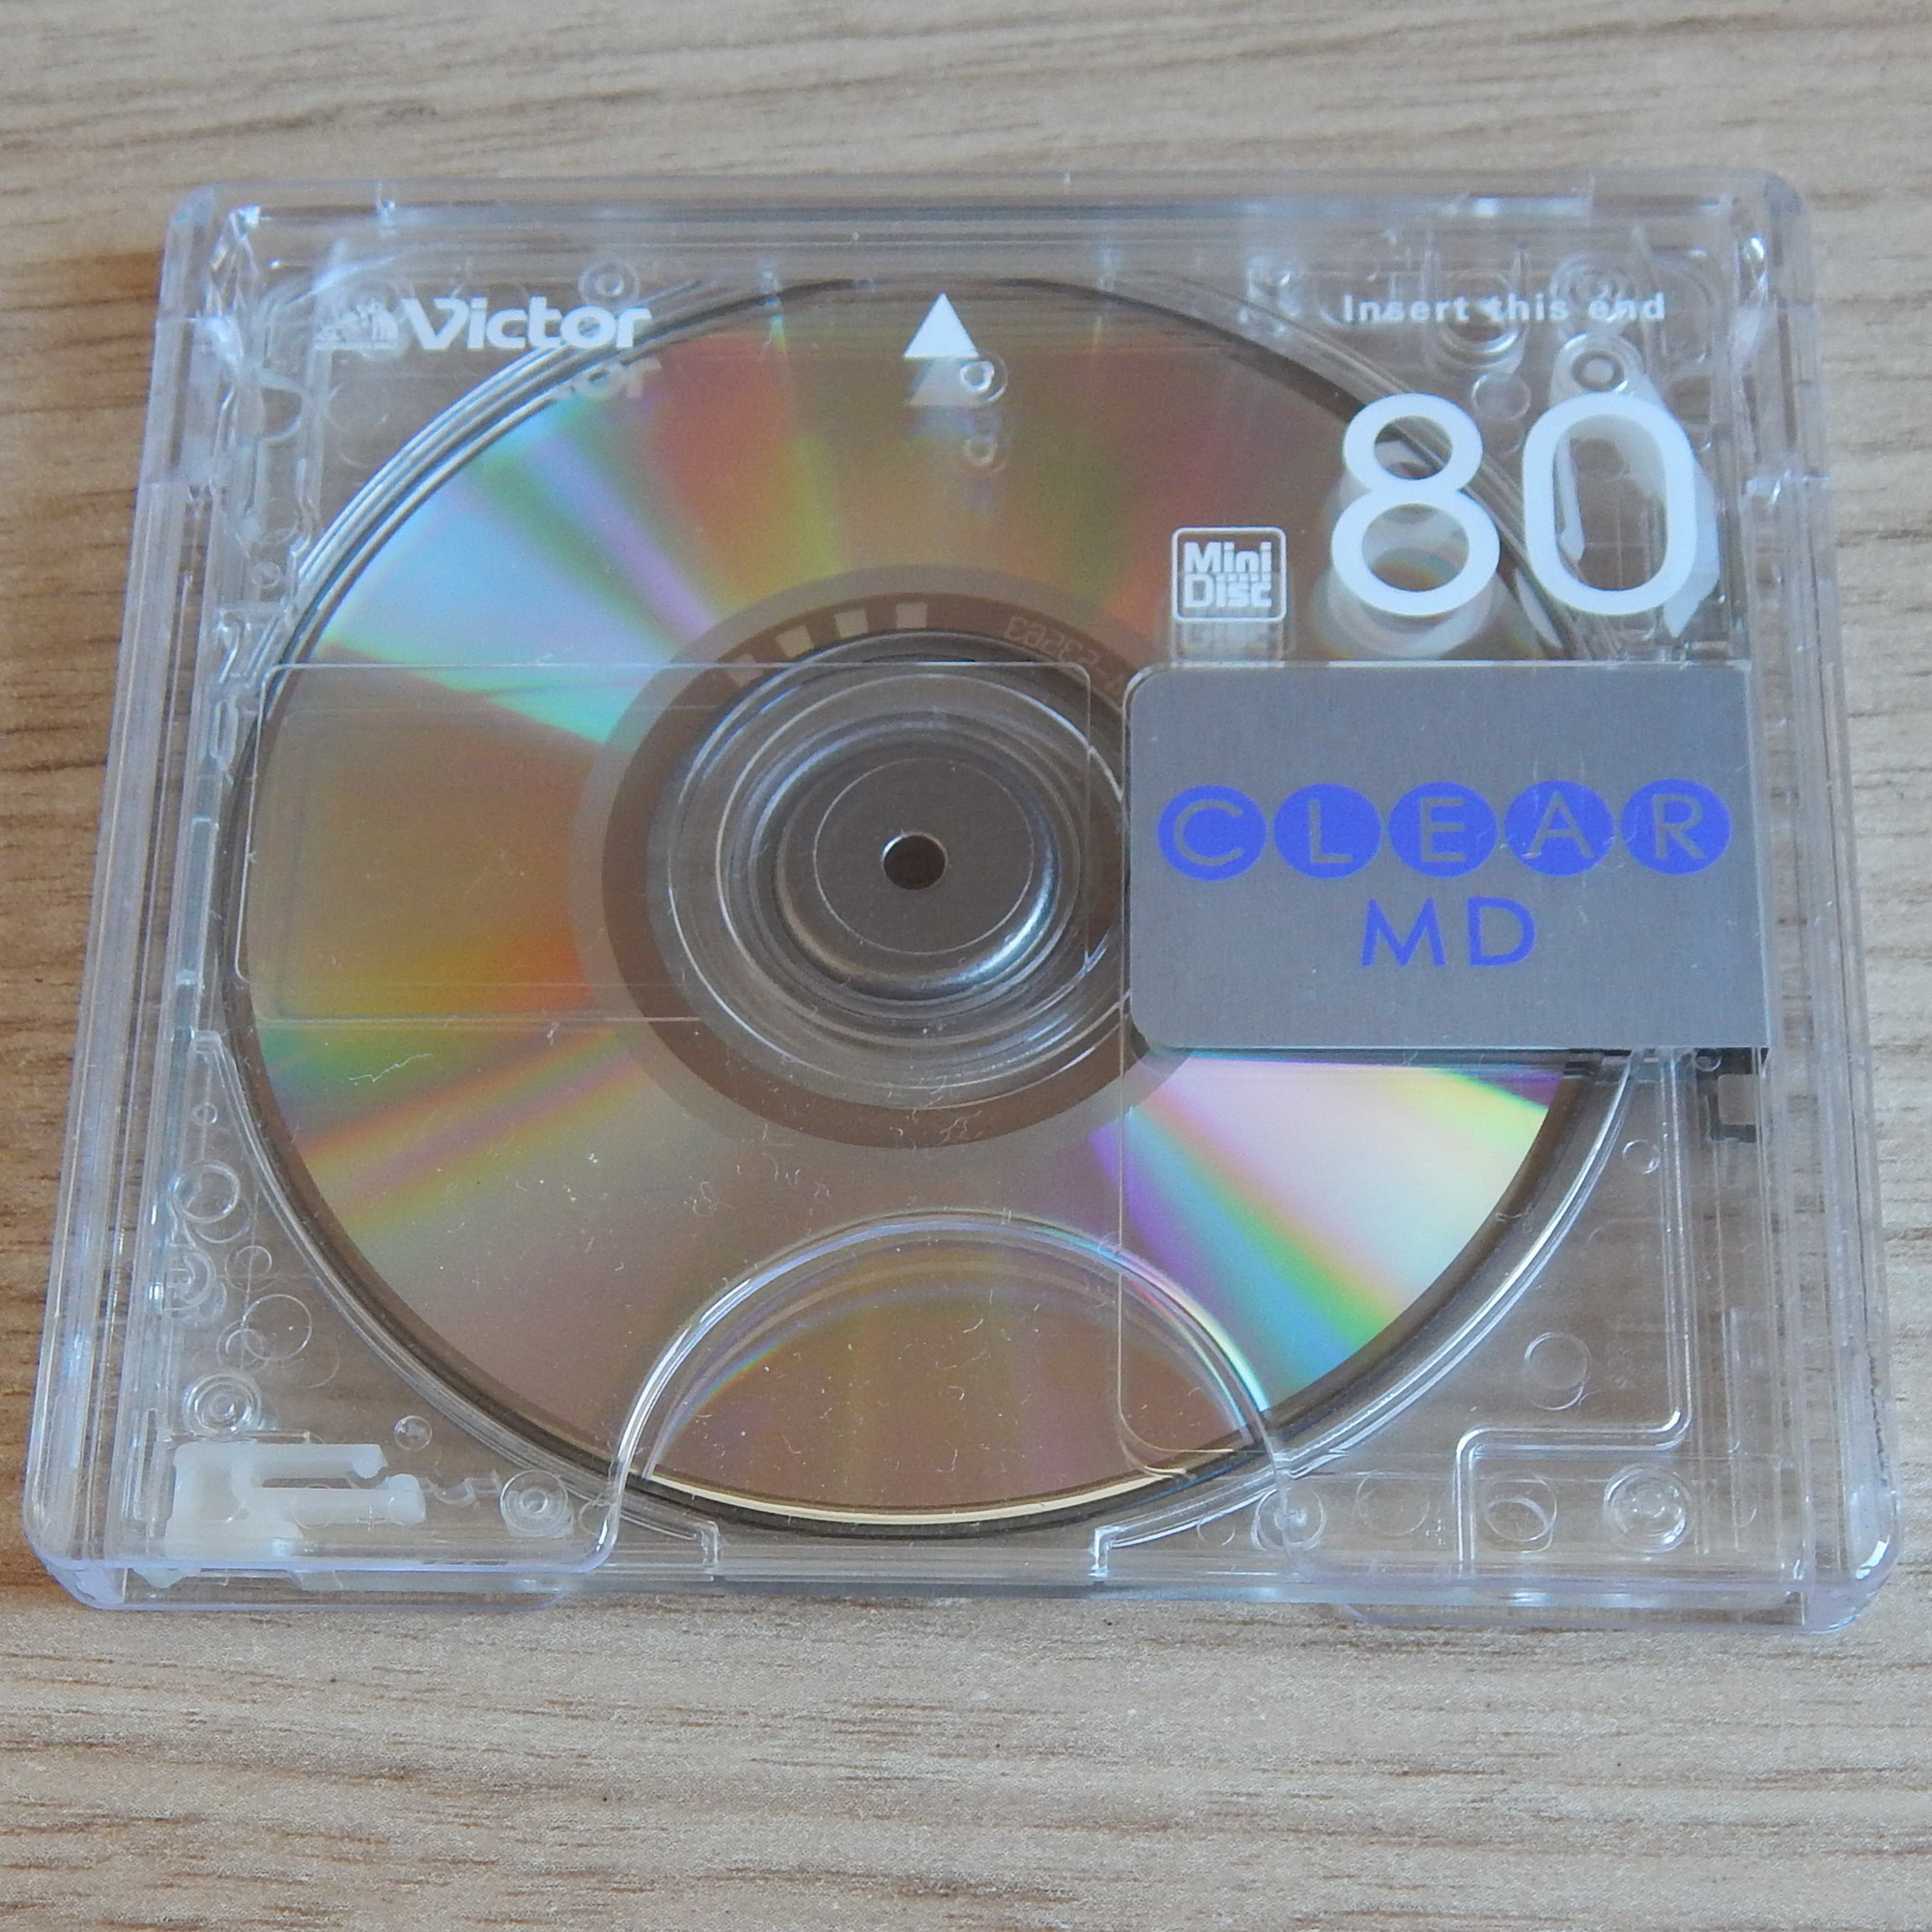 Victor
Insert this end
80
Mini
Disc
CLEAR
MD